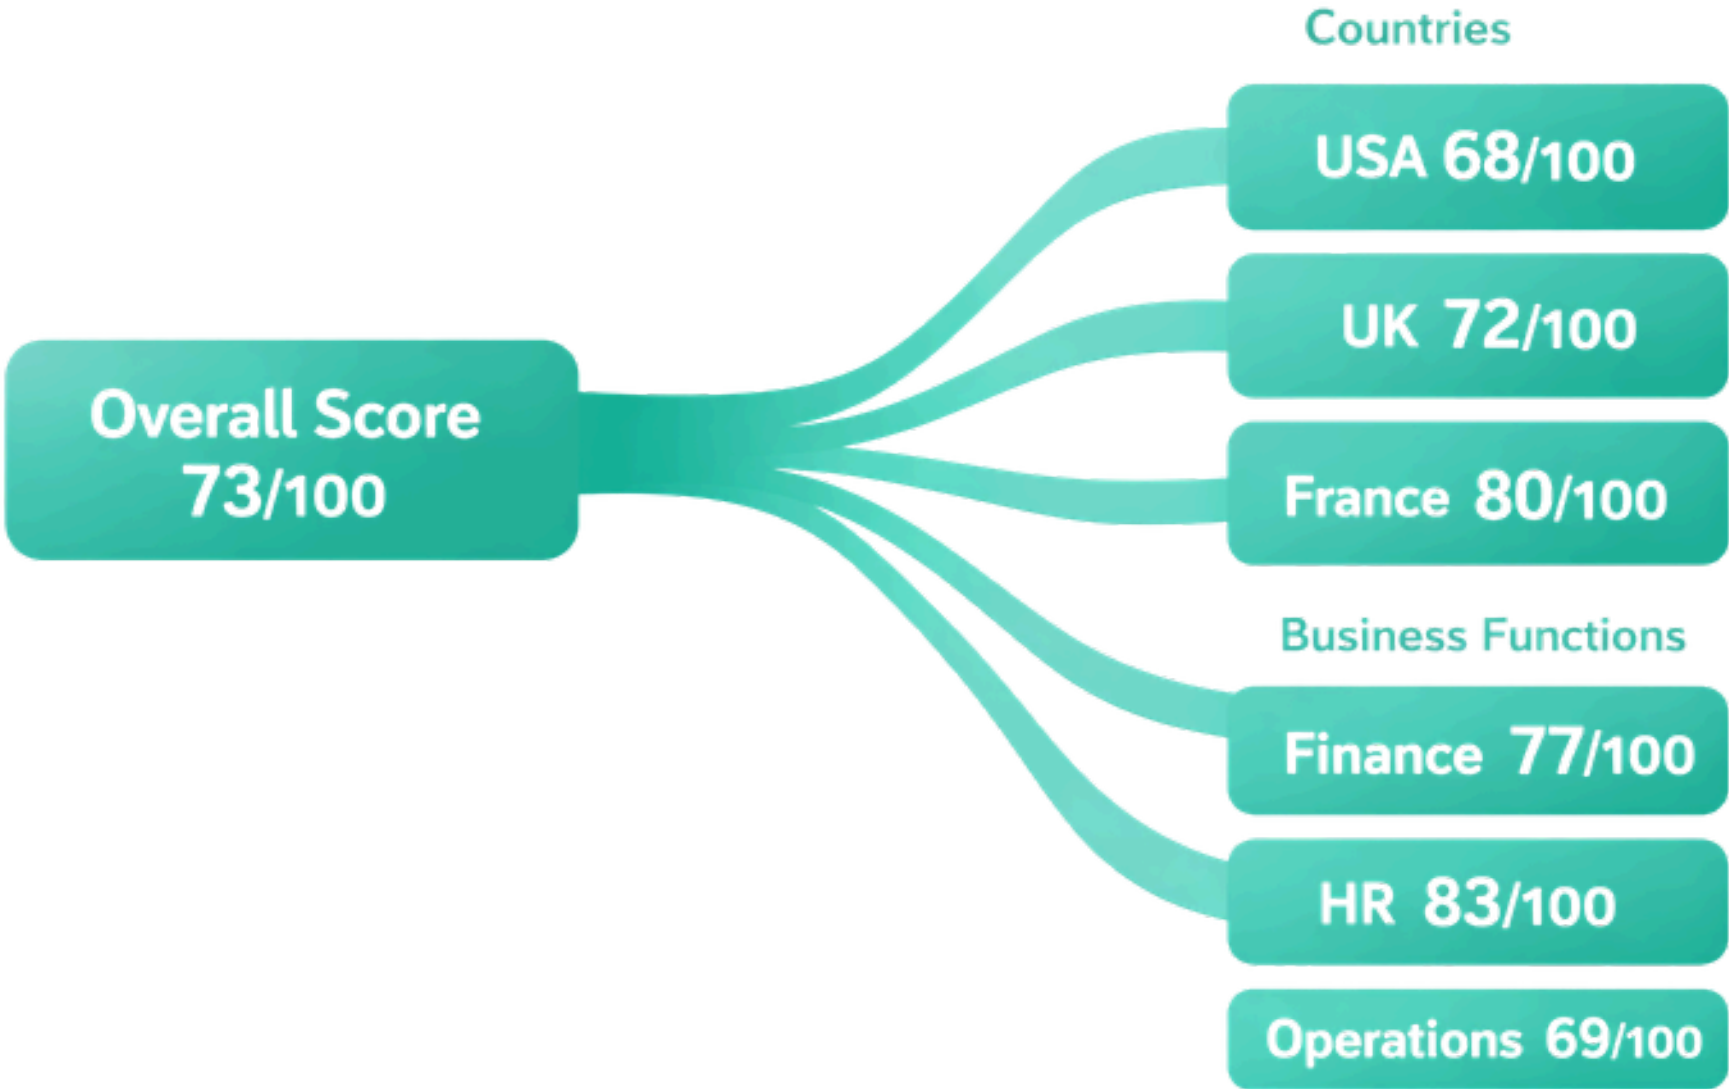 Countries
USA 68/100
UK 72/100
France 80/100
Overall Score
73/100
Business Functions
Finance 77/100
HR 83/100
Operations 69/100